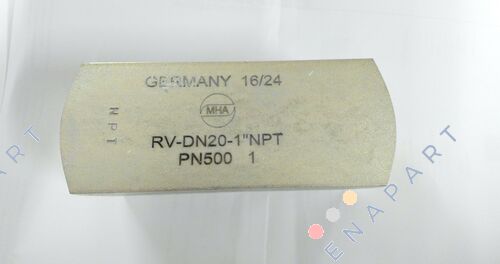 GERMANY 16/24
MHA
NPT
RV-DN20-1"NPT
PN500 1
ENAPART